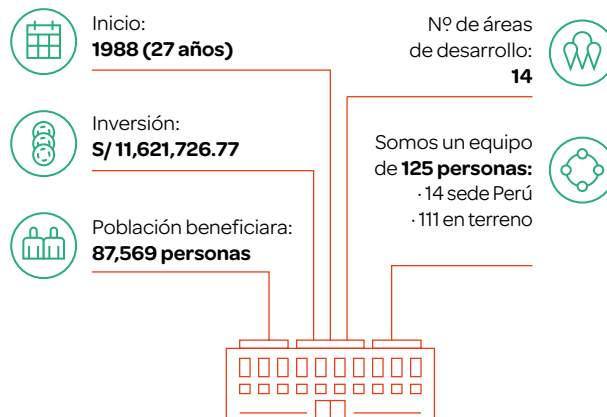 Inicio:
1988 (27 años)
Inversión:
S/ 11,621,726.77
Población beneficiara:
87,569 personas
Nº de áreas
de desarrollo:
14
Somos un equipo
de 125 personas:
· 14 sede Perú
· 111 en terreno